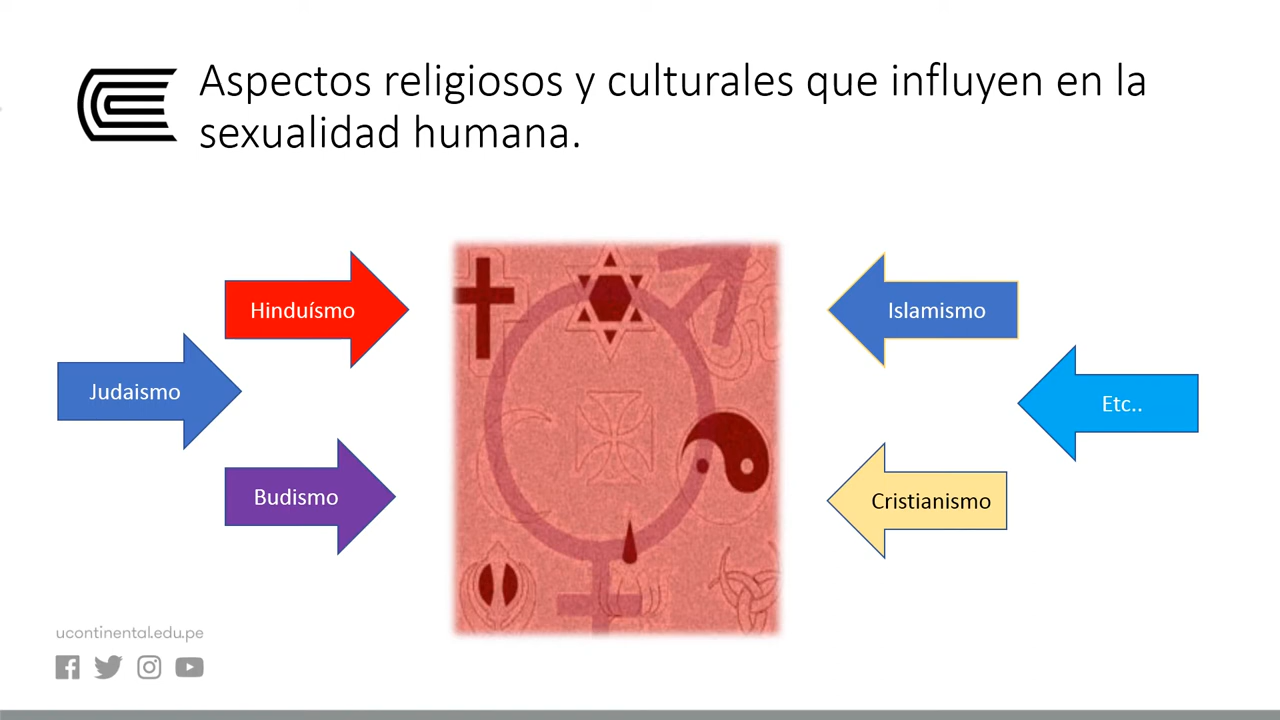 Aspectos religiosos y culturales que influyen en la
sexualidad humana.
Hinduísmo
Islamismo
Judaismo
Etc..
Budismo
Cristianismo
ucontinental.edu.pe